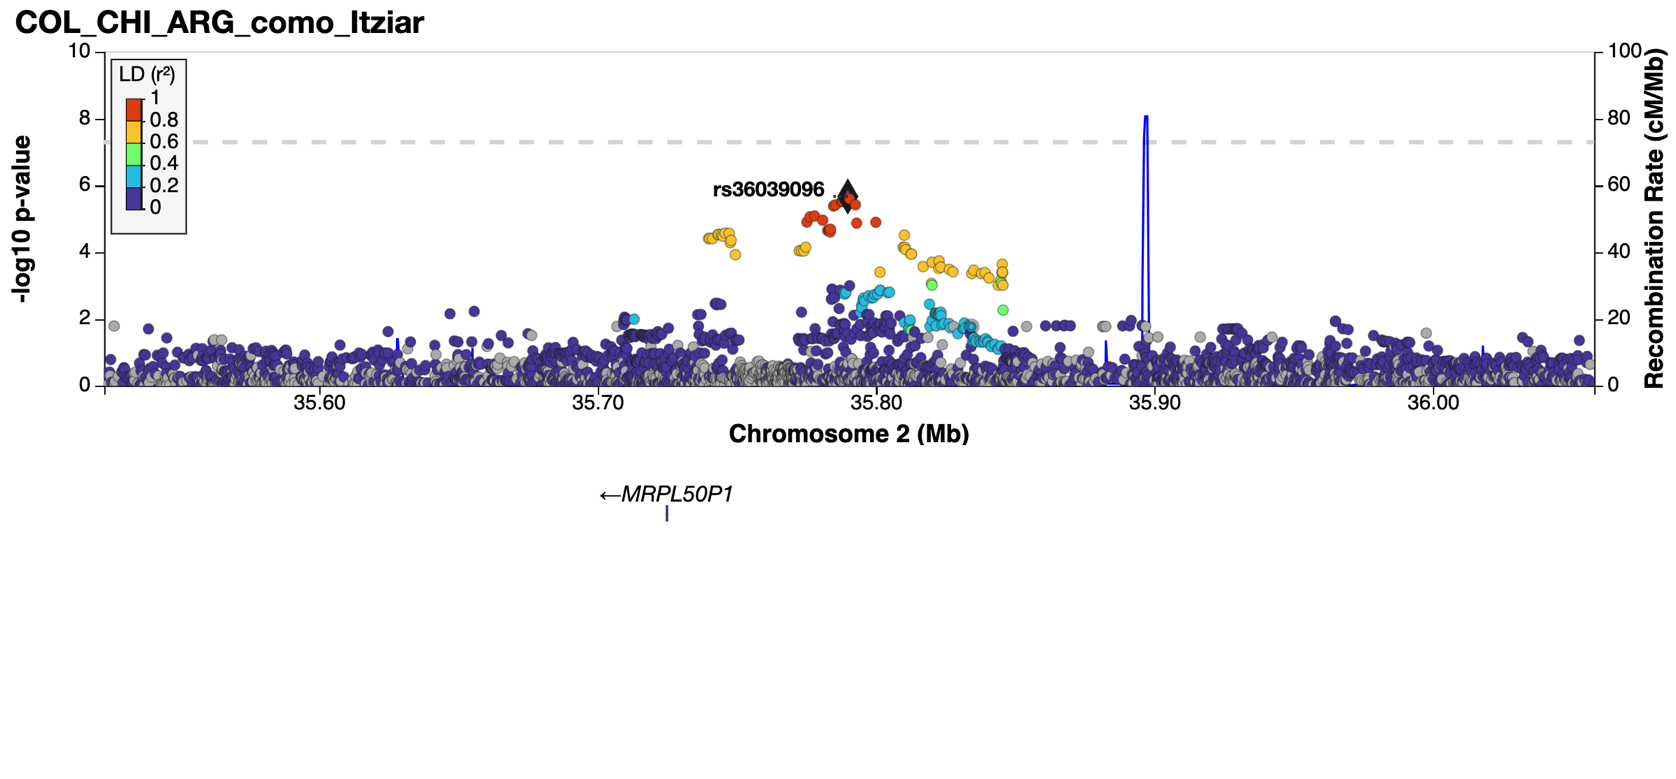 COL_CHI_ARG_como_Itziar
10
8
6
4
2
0
-log10 p-value
LD (r²)
1
0.8
0.6
0.4
0.2
0
rs36039096
100
80
60
40
20
0
Recombination Rate (cM/Mb)
35.60 35.70 35.80 35.90 36.00
Chromosome 2 (Mb)
←MRPL50P1